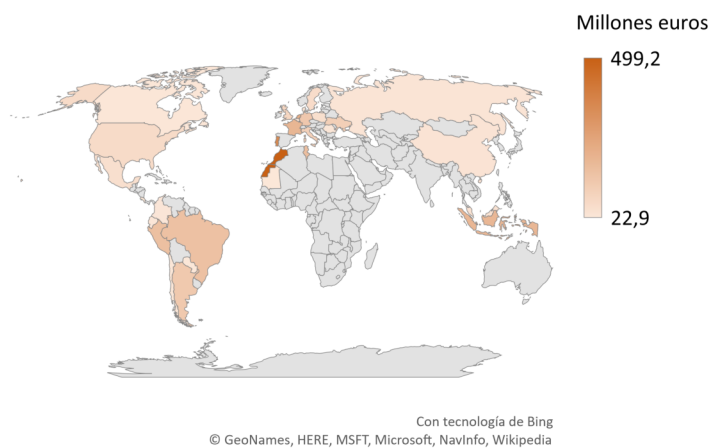 Millones euros
499,2
22,9
Con tecnología de Bing
© GeoNames, HERE, MSFT, Microsoft, NavInfo, Wikipedia